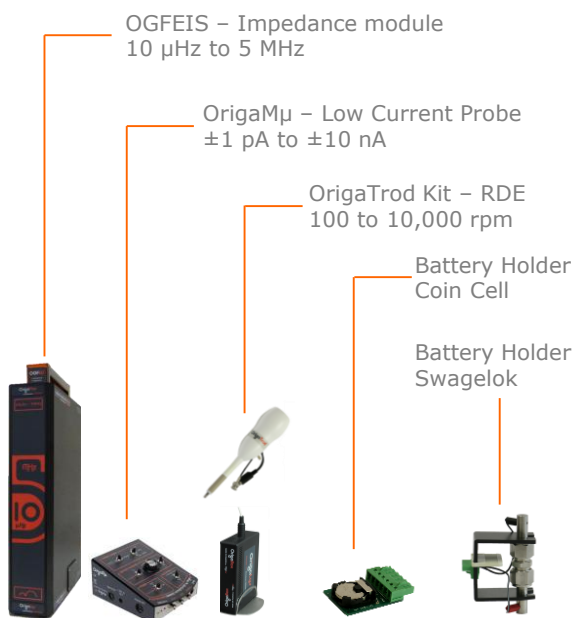 OGFEIS – Impedance module
10 µHz to 5 MHz
OrigaMµ – Low Current Probe
±1 pA to ±10 nA
OrigaTrod Kit – RDE
100 to 10,000 rpm
Battery Holder
Coin Cell
Battery Holder
Swagelok